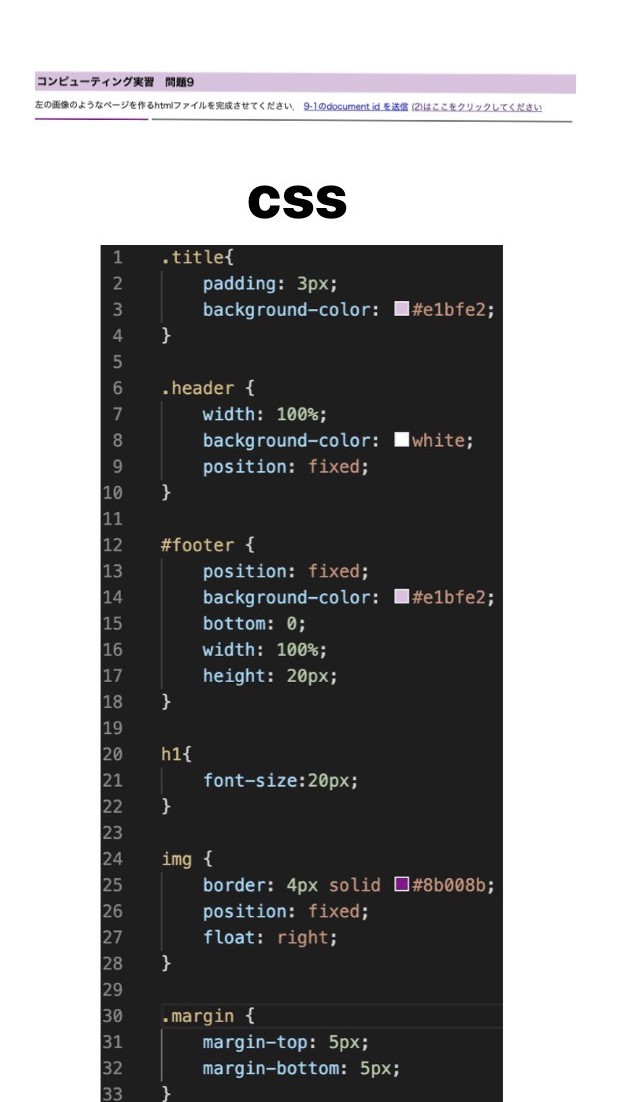 コンピューティング実習 問題9
左の画像のようなページを作るhtmlファイルを完成させてください. 9-1のdocument id を送信 (2)はここをクリックしてください
CSS
1 .title{
2 padding: 3px;
3 background-color: #e1bfe2;
4 }
5
6 .header {
7 width: 100%;
8 background-color: white;
9 position: fixed;
10 }
11
12 #footer {
13 position: fixed;
14 background-color: #e1bfe2;
15 bottom: 0;
16 width: 100%;
17 height: 20px;
18 }
19
20 h1{
21 font-size:20px;
22 }
23
24 img {
25 border: 4px solid #8b008b;
26 position: fixed;
27 float: right;
28 }
29
30 .margin {
31 margin-top: 5px;
32 margin-bottom: 5px;
33 }